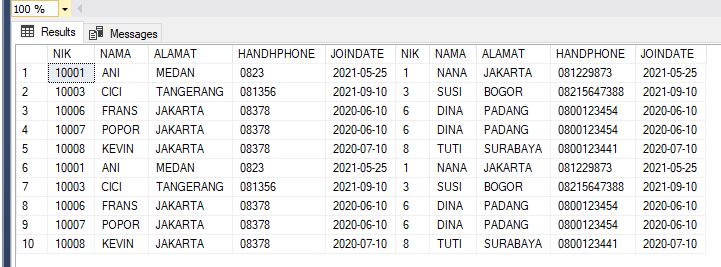 100 %
Results Messages
NIK NAMA ALAMAT HANDHPHONE JOINDATE NIK NAMA ALAMAT HANDPHONE JOINDATE
1 10001 ANI MEDAN 0823 2021-05-25 1 NANA JAKARTA 081229873 2021-05-25
2 10003 CICI TANGERANG 081356 2021-09-10 3 SUSI BOGOR 08215647388 2021-09-10
3 10006 FRANS JAKARTA 08378 2020-06-10 6 DINA PADANG 0800123454 2020-06-10
4 10007 POPOR JAKARTA 08378 2020-06-10 6 DINA PADANG 0800123454 2020-06-10
5 10008 KEVIN JAKARTA 08378 2020-07-10 8 TUTI SURABAYA 0800123441 2020-07-10
6 10001 ANI MEDAN 0823 2021-05-25 1 NANA JAKARTA 081229873 2021-05-25
7 10003 CICI TANGERANG 081356 2021-09-10 3 SUSI BOGOR 08215647388 2021-09-10
8 10006 FRANS JAKARTA 08378 2020-06-10 6 DINA PADANG 0800123454 2020-06-10
9 10007 POPOR JAKARTA 08378 2020-06-10 6 DINA PADANG 0800123454 2020-06-10
10 10008 KEVIN JAKARTA 08378 2020-07-10 8 TUTI SURABAYA 0800123441 2020-07-10